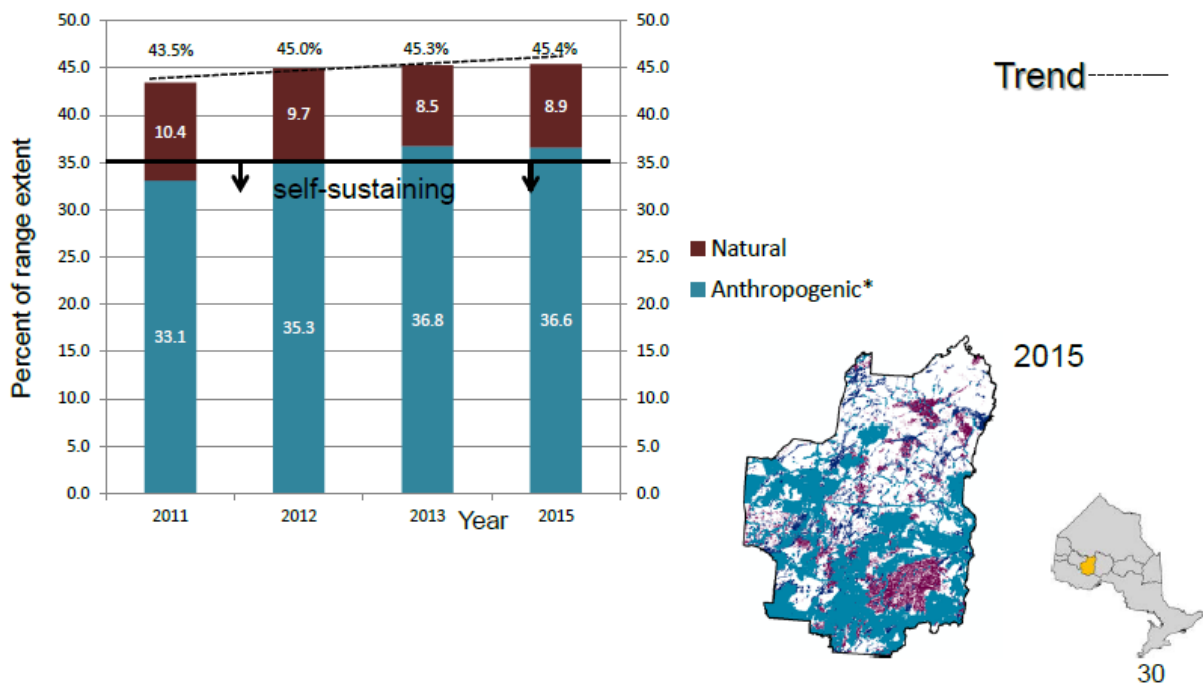 50.0 50.0
43.5% 45.0% 45.3% 45.4%
45.0 45.0
Trend
10.4 9.7 8.5 8.9
40.0 40.0
35.0 35.0
self-sustaining
30.0 30.0
25.0 25.0
Natural
Anthropogenic*
20.0 20.0
33.1 35.3 36.8 36.6
15.0 15.0
2015
10.0 10.0
5.0 5.0
0.0 0.0
2011 2012 2013 2015
Year
Percent of range extent
30